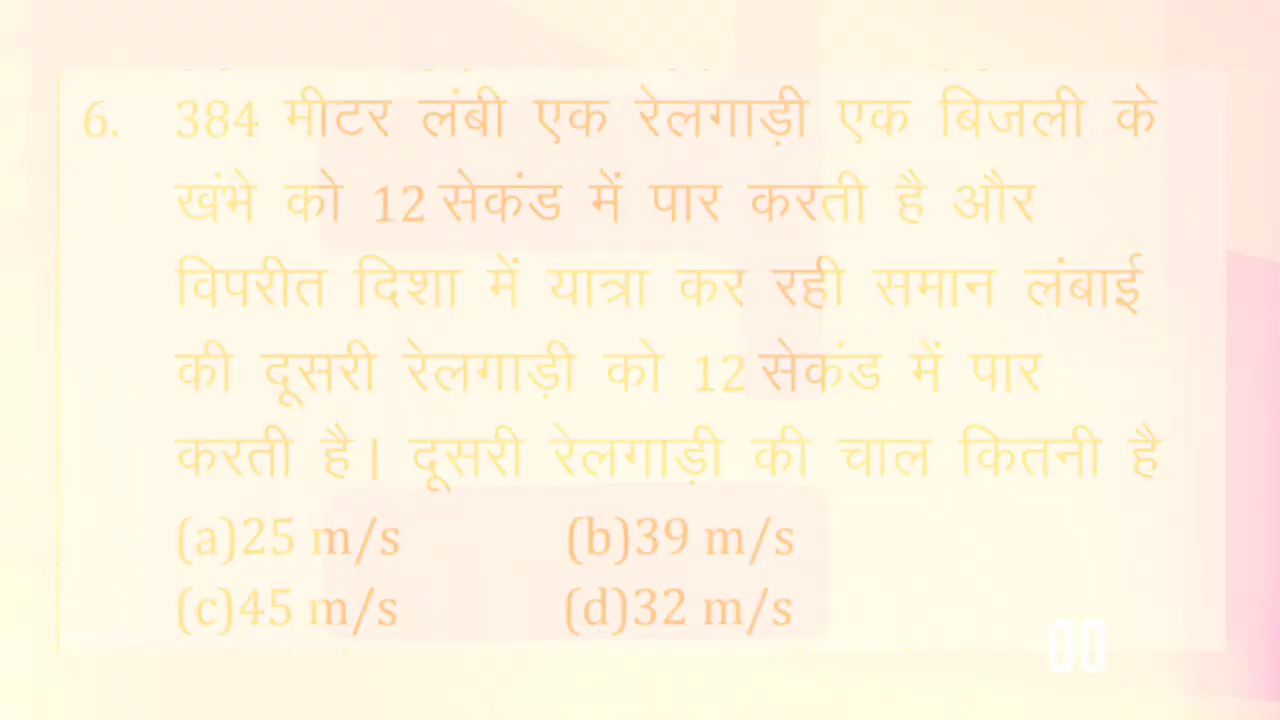 6. 384 मीटर लंबी एक रेलगाड़ी एक बिजली के
खंभे को 12 सेकंड में पार करती है और
विपरीत दिशा में यात्रा कर रही समान लंबाई
की दूसरी रेलगाड़ी को 12 सेकंड में पार
करती है। दूसरी रेलगाड़ी की चाल कितनी है
(a)25 m/s (b)39 m/s
(c)45 m/s (d)32 m/s
00